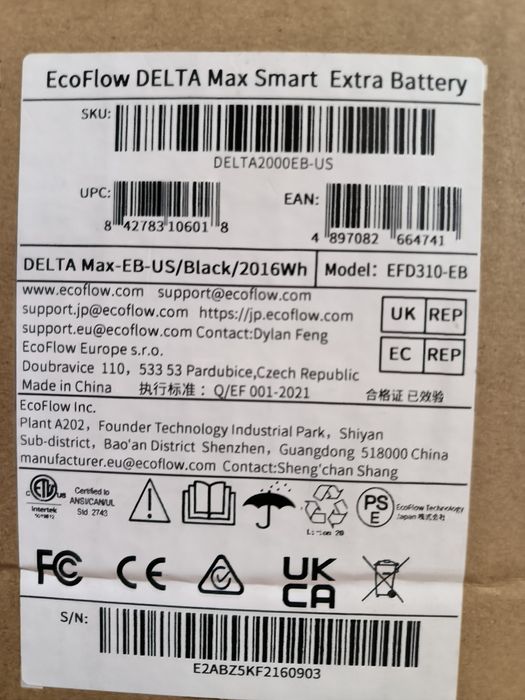 EcoFlow DELTA Max Smart Extra Battery
SKU:
DELTA2000EB-US
UPC:
8 42783 10601 8
EAN:
4 897082 664741
DELTA Max-EB-US/Black/2016Wh
Model: EFD310-EB
www.ecoflow.com support@ecoflow.com
support.jp@ecoflow.com https://jp.ecoflow.com
support.eu@ecoflow.com Contact:Dylan Feng
EcoFlow Europe s.r.o.
Doubravice 110, 533 53 Pardubice,Czech Republic
Made in China 执行标准：Q/EF 001-2021 合格证 已效验
UK REP
EC REP
EcoFlow Inc.
Plant A202, Founder Technology Industrial Park, Shiyan
Sub-district, Bao'an District Shenzhen, Guangdong 518000 China
manufacturer.eu@ecoflow.com Contact:Sheng'chan Shang
c ETL us
Intertek
Certified to
ANSI/CAN/UL
Std 2743
Li-ion 20
PS
E
EcoFlow Technology
Japan 株式会社
FC CE UK
CA
S/N:
E2ABZ5KF2160903